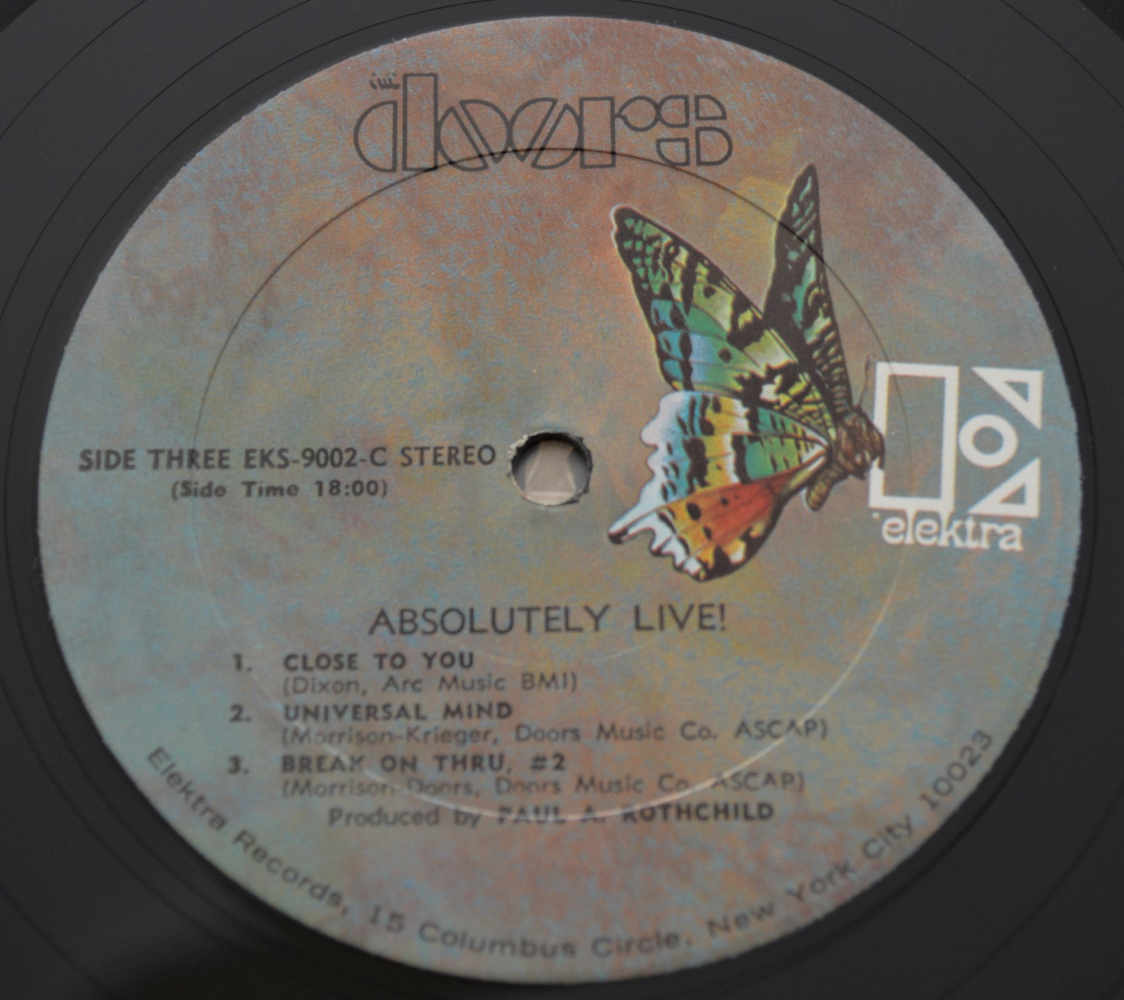 the doors
SIDE THREE EKS-9002-C STEREO
(Side Time 18:00)
elektra
ABSOLUTELY LIVE!
1. CLOSE TO YOU
(Dixon, Arc Music BMI)
2. UNIVERSAL MIND
(Morrison-Krieger, Doors Music Co. ASCAP)
3. BREAK ON THRU, #2
(Morrison-Doors, Doors Music Co. ASCAP)
Produced by PAUL A. ROTHCHILD
Elektra Records, 15 Columbus Circle, New York City 10023